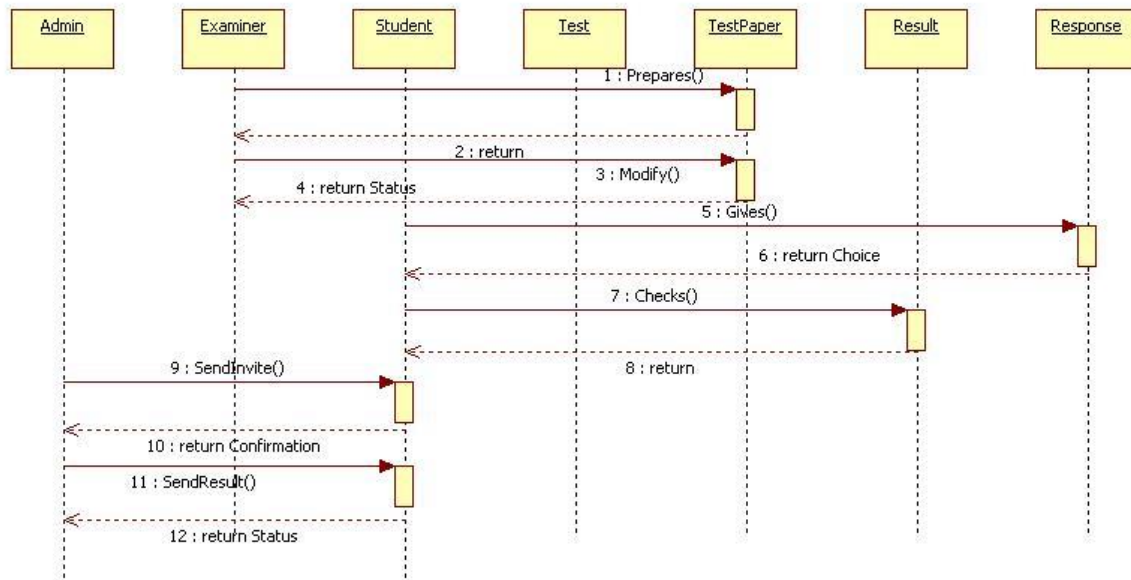 Admin
Examiner
Student
Test
TestPaper
Result
Response
1 : Prepares()
2 : return
3 : Modify()
4 : return Status
5 : Gives()
6 : return Choice
7 : Checks()
8 : return
9 : SendInvite()
10 : return Confirmation
11 : SendResult()
12 : return Status